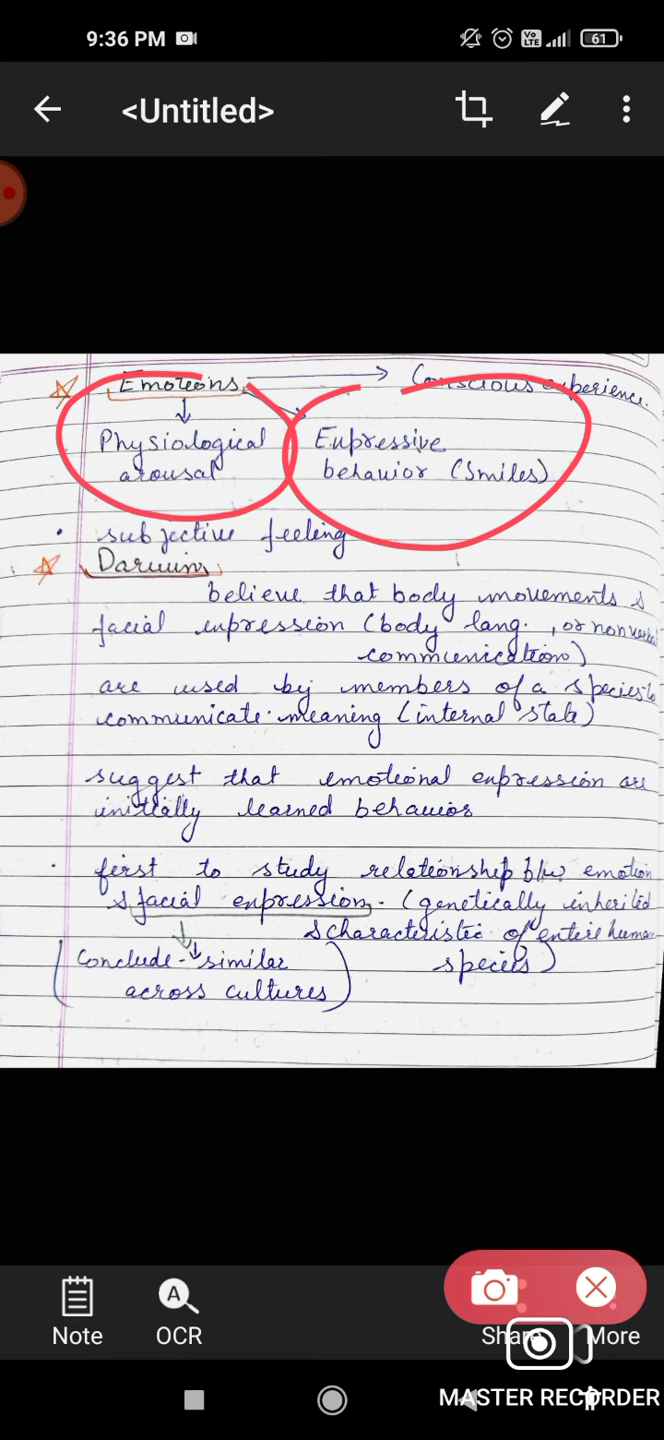 9:36 PM
Vo LTE 61
<Untitled>
Emotions → Conscious experience.
Physiological arousal
Expressive behavior (Smiles)
• subjective feeling
Darwin
believe that body movements &
facial expression (body lang. , or nonverbal
communication)
are used by members of a species to
communicate meaning (internal state)
suggest that emotional expression are
initially learned behavior
• first to study relationship b/w emotion
& facial expression. (genetically inherited
& characteristic of entire human
species)
(conclude → similar
across cultures)
Note
A
OCR
Share
More
MASTER RECORDER